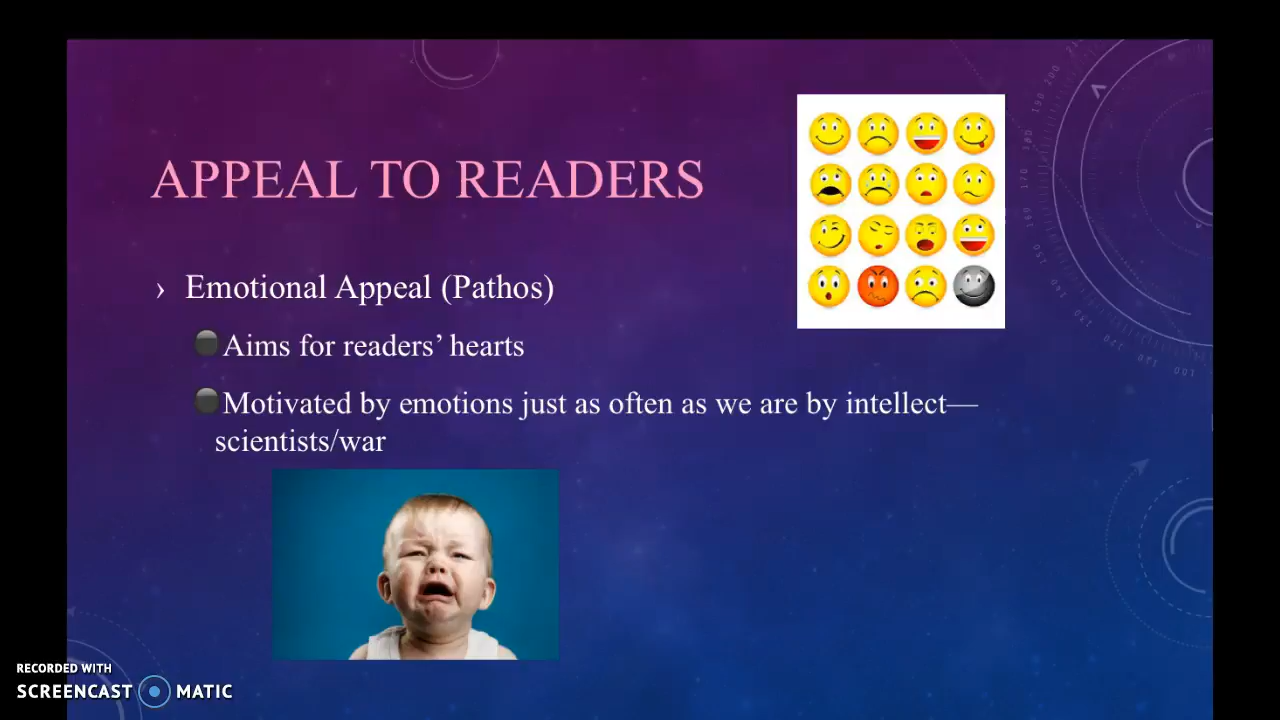 APPEAL TO READERS
› Emotional Appeal (Pathos)
Aims for readers’ hearts
Motivated by emotions just as often as we are by intellect—
scientists/war
RECORDED WITH
SCREENCAST MATIC